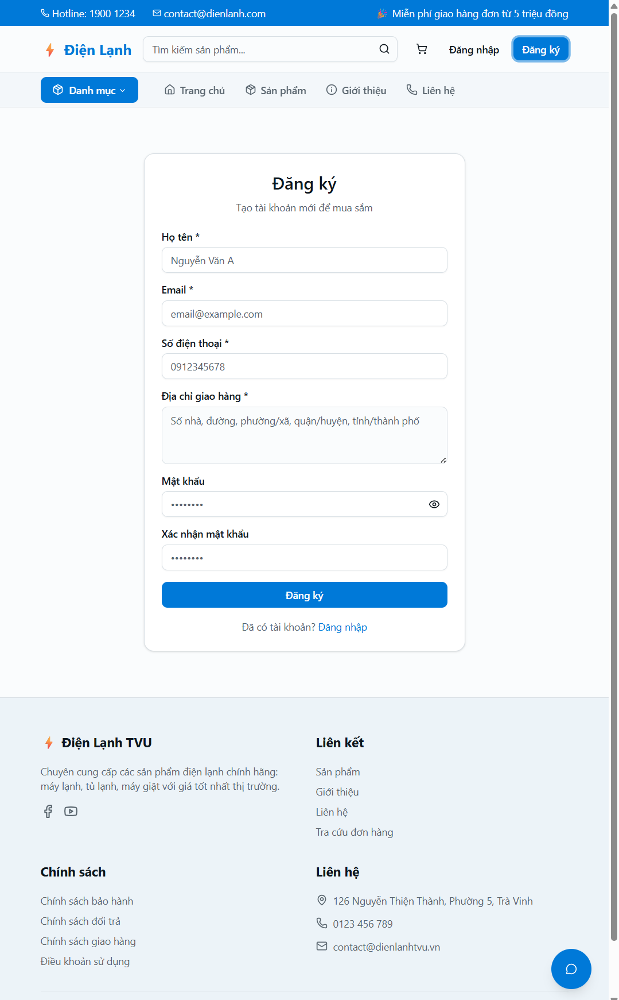 Hotline: 1900 1234
contact@dienlanh.com
🎉 Miễn phí giao hàng đơn từ 5 triệu đồng
Điện Lạnh
Tìm kiếm sản phẩm...
Đăng nhập
Đăng ký
Danh mục
Trang chủ
Sản phẩm
Giới thiệu
Liên hệ
Đăng ký
Tạo tài khoản mới để mua sắm
Họ tên *
Nguyễn Văn A
Email *
email@example.com
Số điện thoại *
0912345678
Địa chỉ giao hàng *
Số nhà, đường, phường/xã, quận/huyện, tỉnh/thành phố
Mật khẩu
••••••••
Xác nhận mật khẩu
••••••••
Đăng ký
Đã có tài khoản? Đăng nhập
Điện Lạnh TVU
Chuyên cung cấp các sản phẩm điện lạnh chính hãng:
máy lạnh, tủ lạnh, máy giặt với giá tốt nhất thị trường.
Liên kết
Sản phẩm
Giới thiệu
Liên hệ
Tra cứu đơn hàng
Chính sách
Chính sách bảo hành
Chính sách đổi trả
Chính sách giao hàng
Điều khoản sử dụng
Liên hệ
126 Nguyễn Thiện Thành, Phường 5, Trà Vinh
0123 456 789
contact@dienlanhtvu.vn